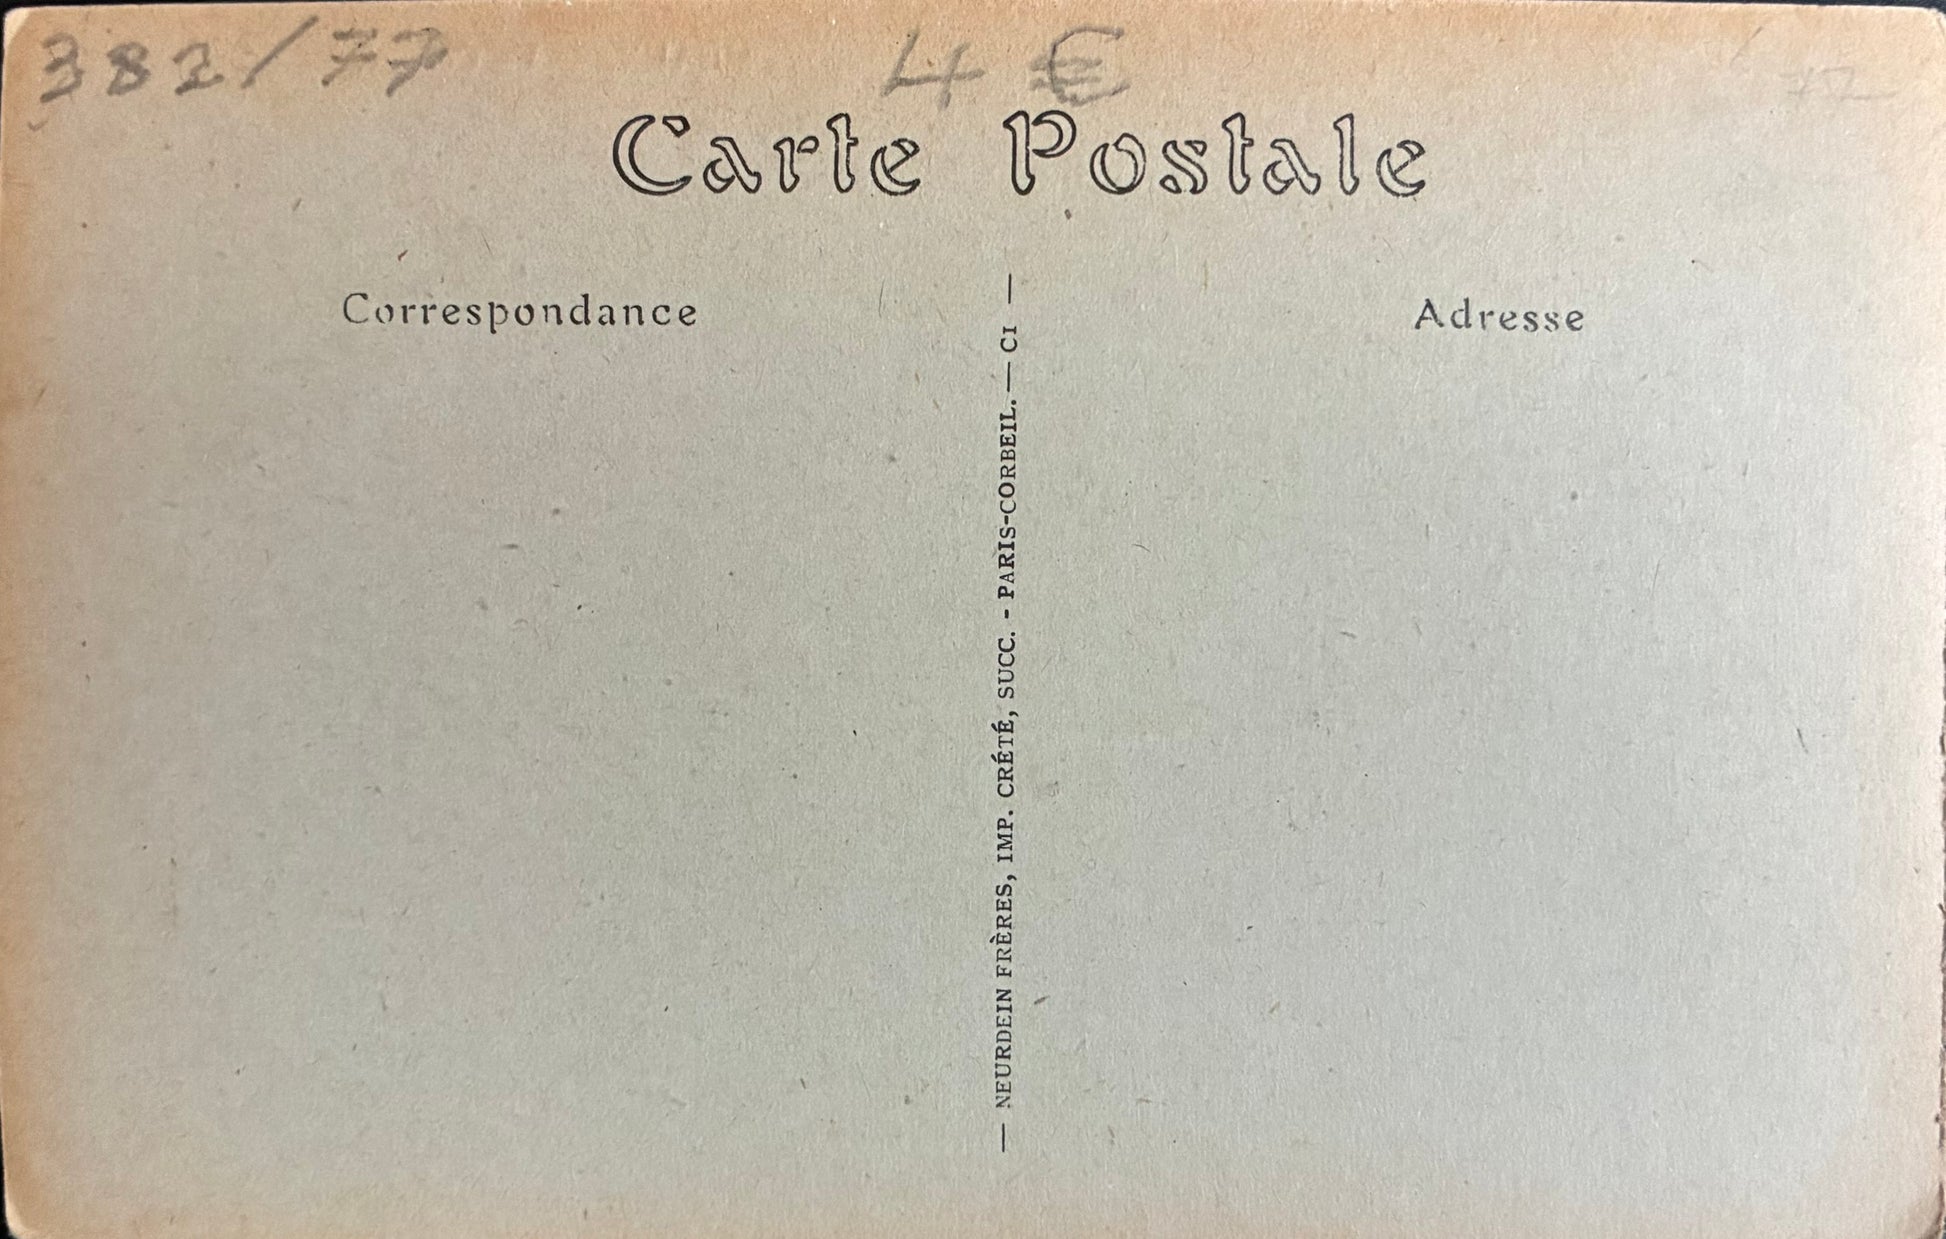 382/77
4 €
Carte Postale
Correspondance
Adresse
— NEURDEIN FRÈRES, IMP. CRÉTÉ, SUCC. - PARIS-CORBEIL. — CI —